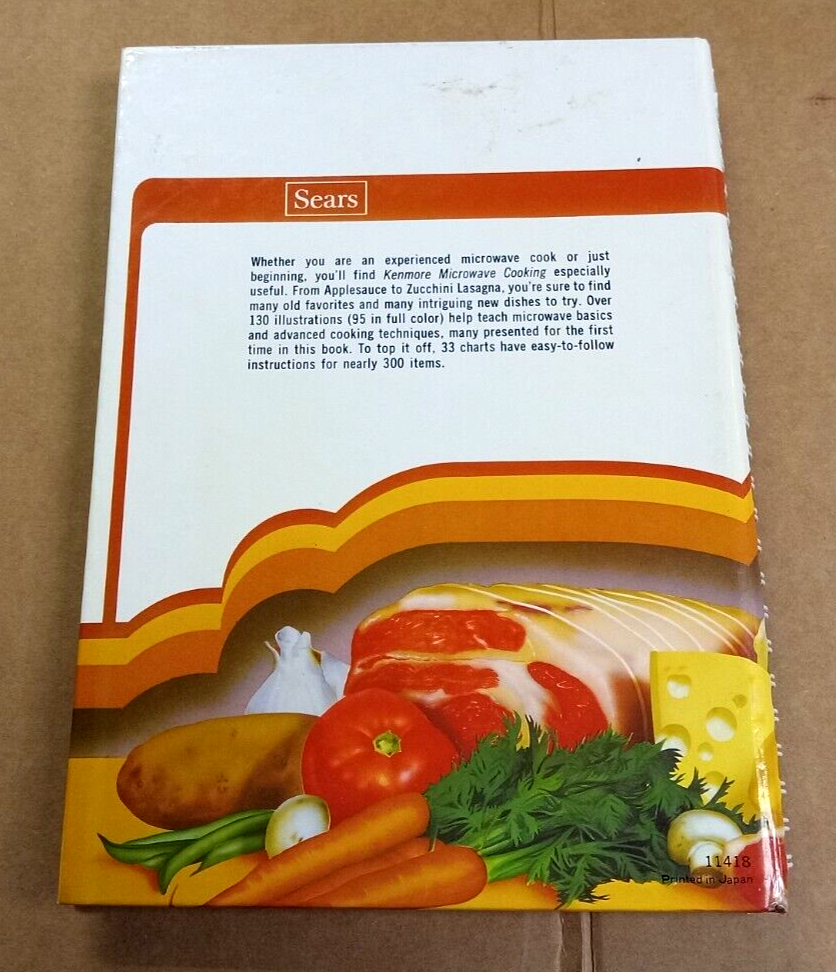 Sears
Whether you are an experienced microwave cook or just
beginning, you'll find Kenmore Microwave Cooking especially
useful. From Applesauce to Zucchini Lasagna, you're sure to find
many old favorites and many intriguing new dishes to try. Over
130 illustrations (95 in full color) help teach microwave basics
and advanced cooking techniques, many presented for the first
time in this book. To top it off, 33 charts have easy-to-follow
instructions for nearly 300 items.
11418
Printed in Japan